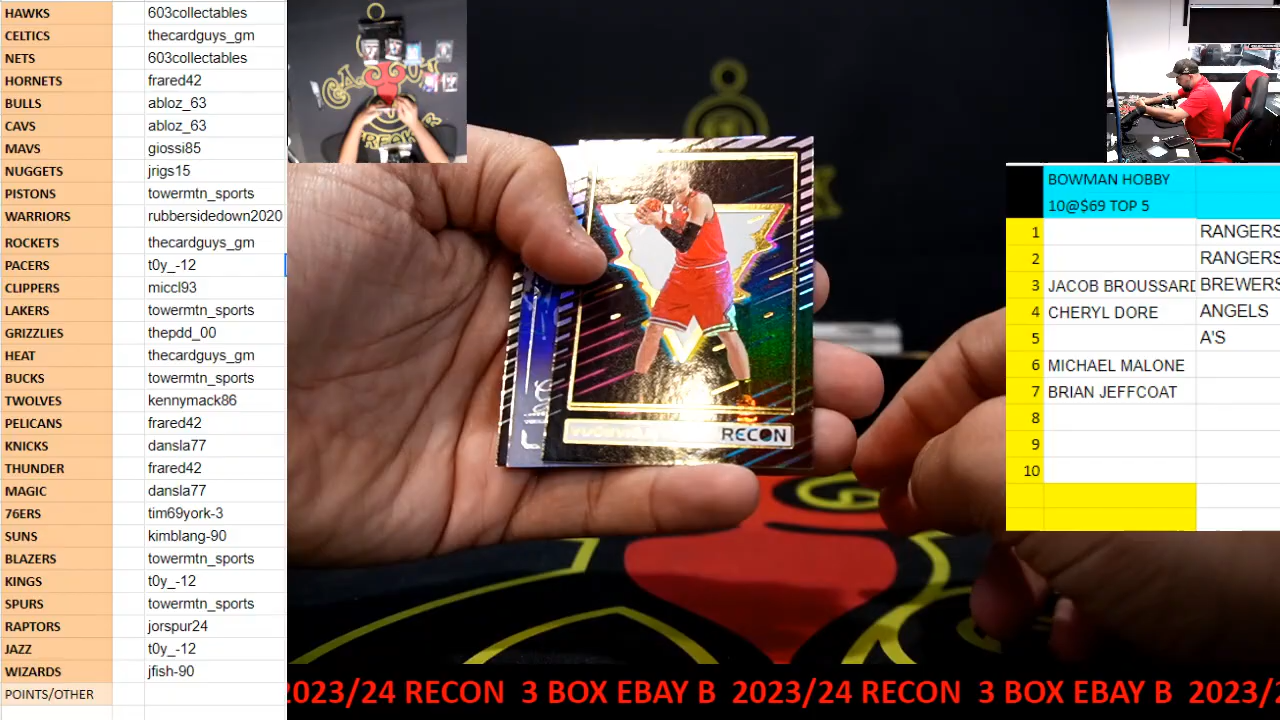 HAWKS 603collectables
CELTICS thecardguys_gm
NETS 603collectables
HORNETS frared42
BULLS abloz_63
CAVS abloz_63
MAVS giossi85
NUGGETS jrigs15
PISTONS towermtn_sports
WARRIORS rubbersidedown2020
ROCKETS thecardguys_gm
PACERS t0y_-12
CLIPPERS miccl93
LAKERS towermtn_sports
GRIZZLIES thepdd_00
HEAT thecardguys_gm
BUCKS towermtn_sports
TWOLVES kennymack86
PELICANS frared42
KNICKS dansla77
THUNDER frared42
MAGIC dansla77
76ERS tim69york-3
SUNS kimblang-90
BLAZERS towermtn_sports
KINGS t0y_-12
SPURS towermtn_sports
RAPTORS jorspur24
JAZZ t0y_-12
WIZARDS jfish-90
POINTS/OTHER
RECON
BOWMAN HOBBY
10@$69 TOP 5
1 RANGERS
2 RANGERS
3 JACOB BROUSSARD BREWERS
4 CHERYL DORE ANGELS
5 A'S
6 MICHAEL MALONE
7 BRIAN JEFFCOAT
8
9
10
2023/24 RECON 3 BOX EBAY B 2023/24 RECON 3 BOX EBAY B 2023/